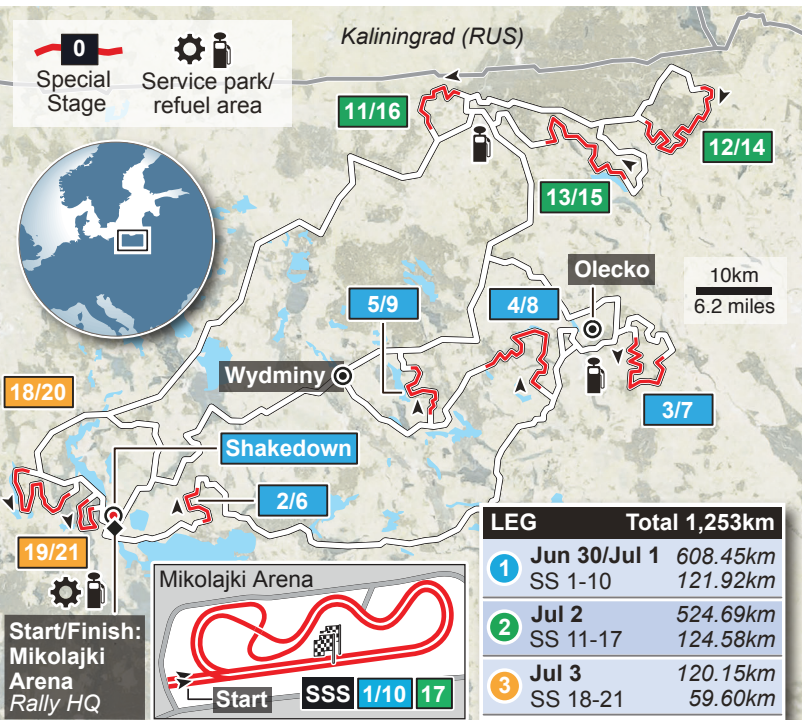 0
Special
Stage
Service park/
refuel area
Kaliningrad (RUS)
11/16
12/14
13/15
Olecko
10km
6.2 miles
5/9
4/8
Wydminy
18/20
3/7
Shakedown
2/6
19/21
Start/Finish:
Mikolajki
Arena
Rally HQ
Mikolajki Arena
Start
SSS 1/10 17
LEG Total 1,253km
1 Jun 30/Jul 1 608.45km
SS 1-10 121.92km
2 Jul 2 524.69km
SS 11-17 124.58km
3 Jul 3 120.15km
SS 18-21 59.60km